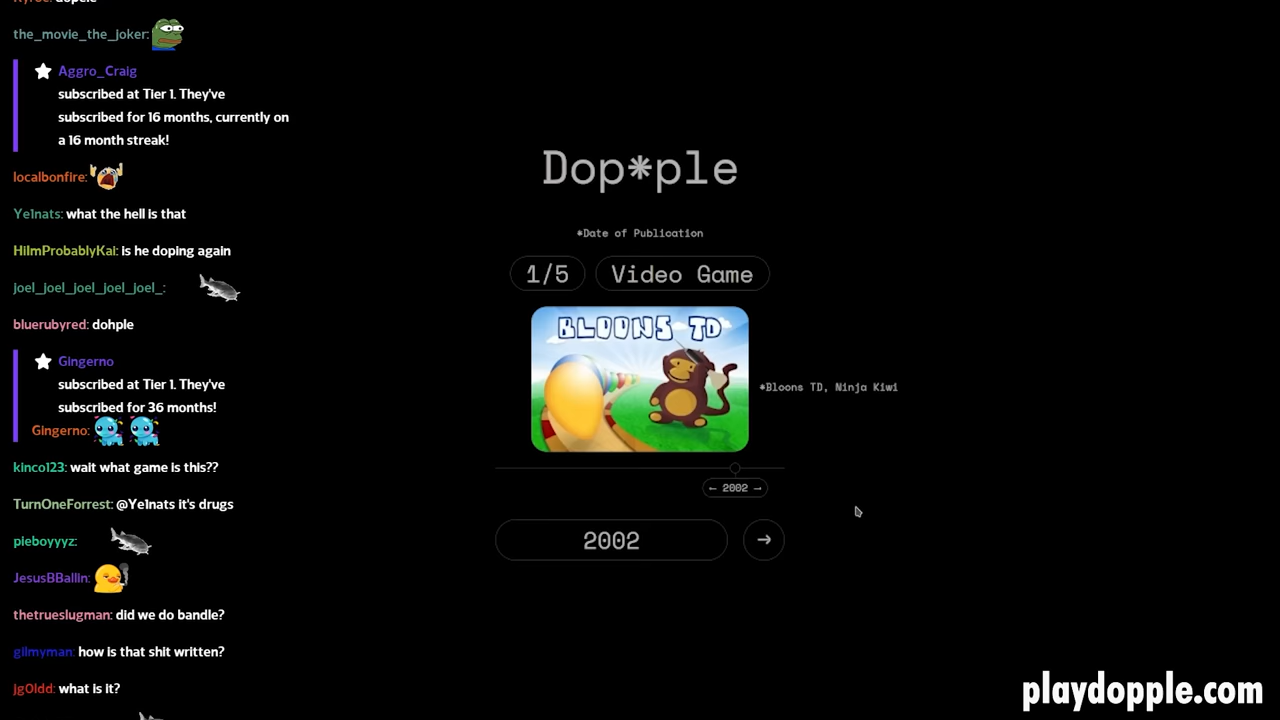 the_movie_the_joker:
Aggro_Craig
subscribed at Tier 1. They've
subscribed for 16 months, currently on
a 16 month streak!
localbonfire:
Ye1nats: what the hell is that
HiImProbablyKai: is he doping again
joel_joel_joel_joel_joel_:
bluerubyred: dohple
Gingerno
subscribed at Tier 1. They've
subscribed for 36 months!
Gingerno:
kinco123: wait what game is this??
TurnOneForrest: @Ye1nats it's drugs
pieboyyyz:
JesusBBallin:
thetrueslugman: did we do bandle?
gilmyman: how is that shit written?
jg0ldd: what is it?
Dop*ple
*Date of Publication
1/5 Video Game
BLOONS TD
*Bloons TD, Ninja Kiwi
← 2002 →
2002 →
playdopple.com